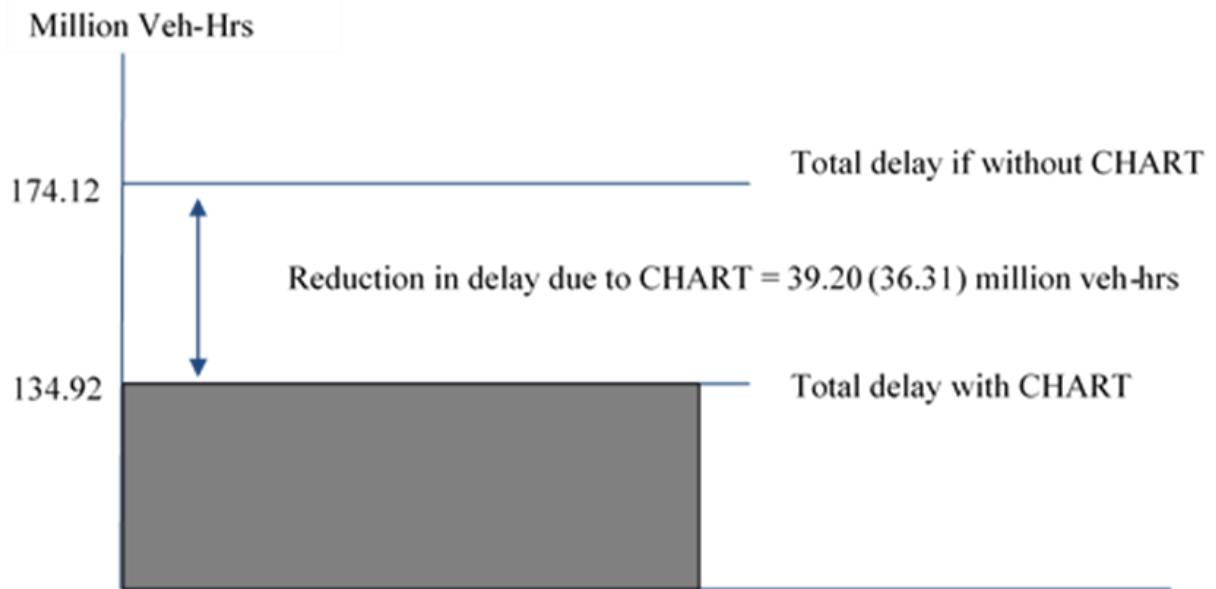 Million Veh-Hrs
Total delay if without CHART
174.12
Reduction in delay due to CHART = 39.20 (36.31) million veh-hrs
134.92
Total delay with CHART